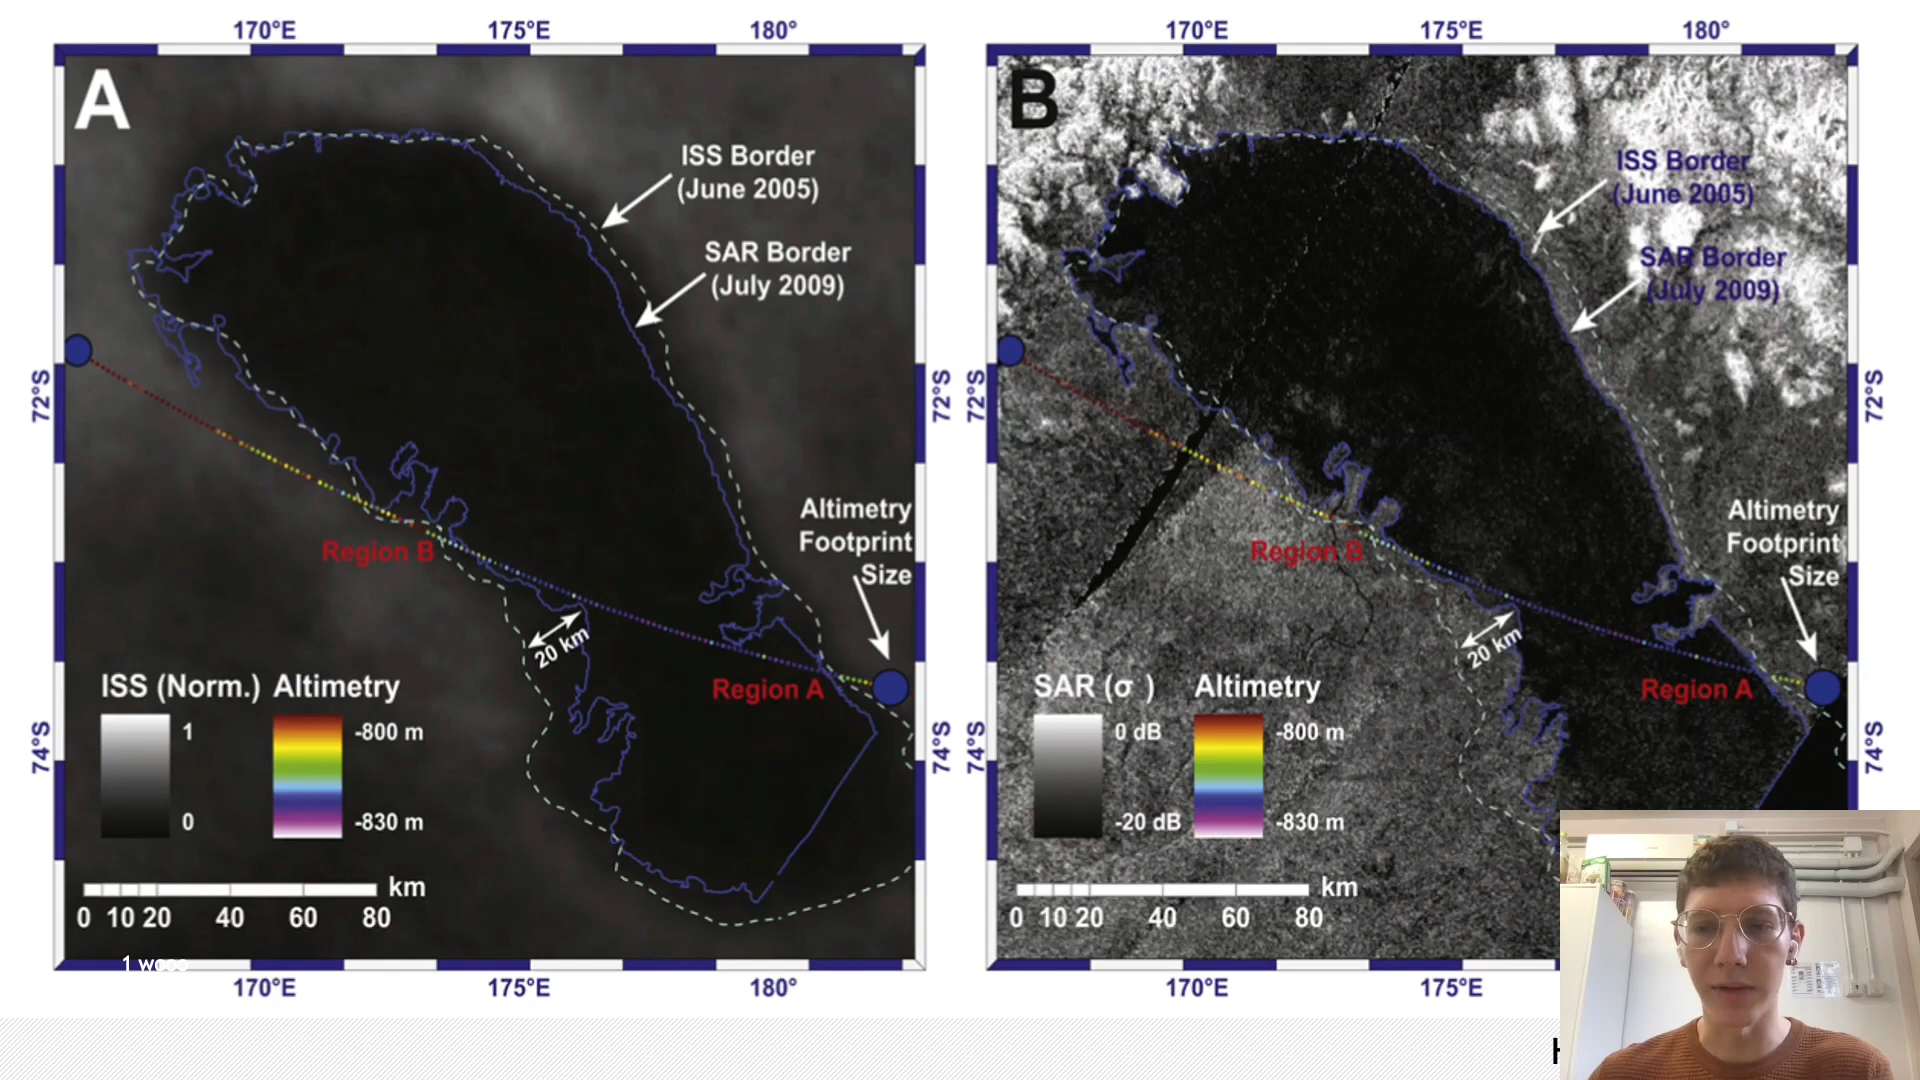 170°E 175°E 180°
A
ISS Border
(June 2005)
SAR Border
(July 2009)
72°S
72°S
Altimetry
Footprint
Size
Region B
20 km
Region A
ISS (Norm.) Altimetry
1
0
-800 m
-830 m
74°S
74°S
km
0 10 20 40 60 80
170°E 175°E 180°
170°E 175°E 180°
B
ISS Border
(June 2005)
SAR Border
(July 2009)
72°S
72°S
Altimetry
Footprint
Size
Region B
20 km
Region A
SAR (σ ) Altimetry
0 dB
-20 dB
-800 m
-830 m
74°S
74°S
km
0 10 20 40 60 80
170°E 175°E